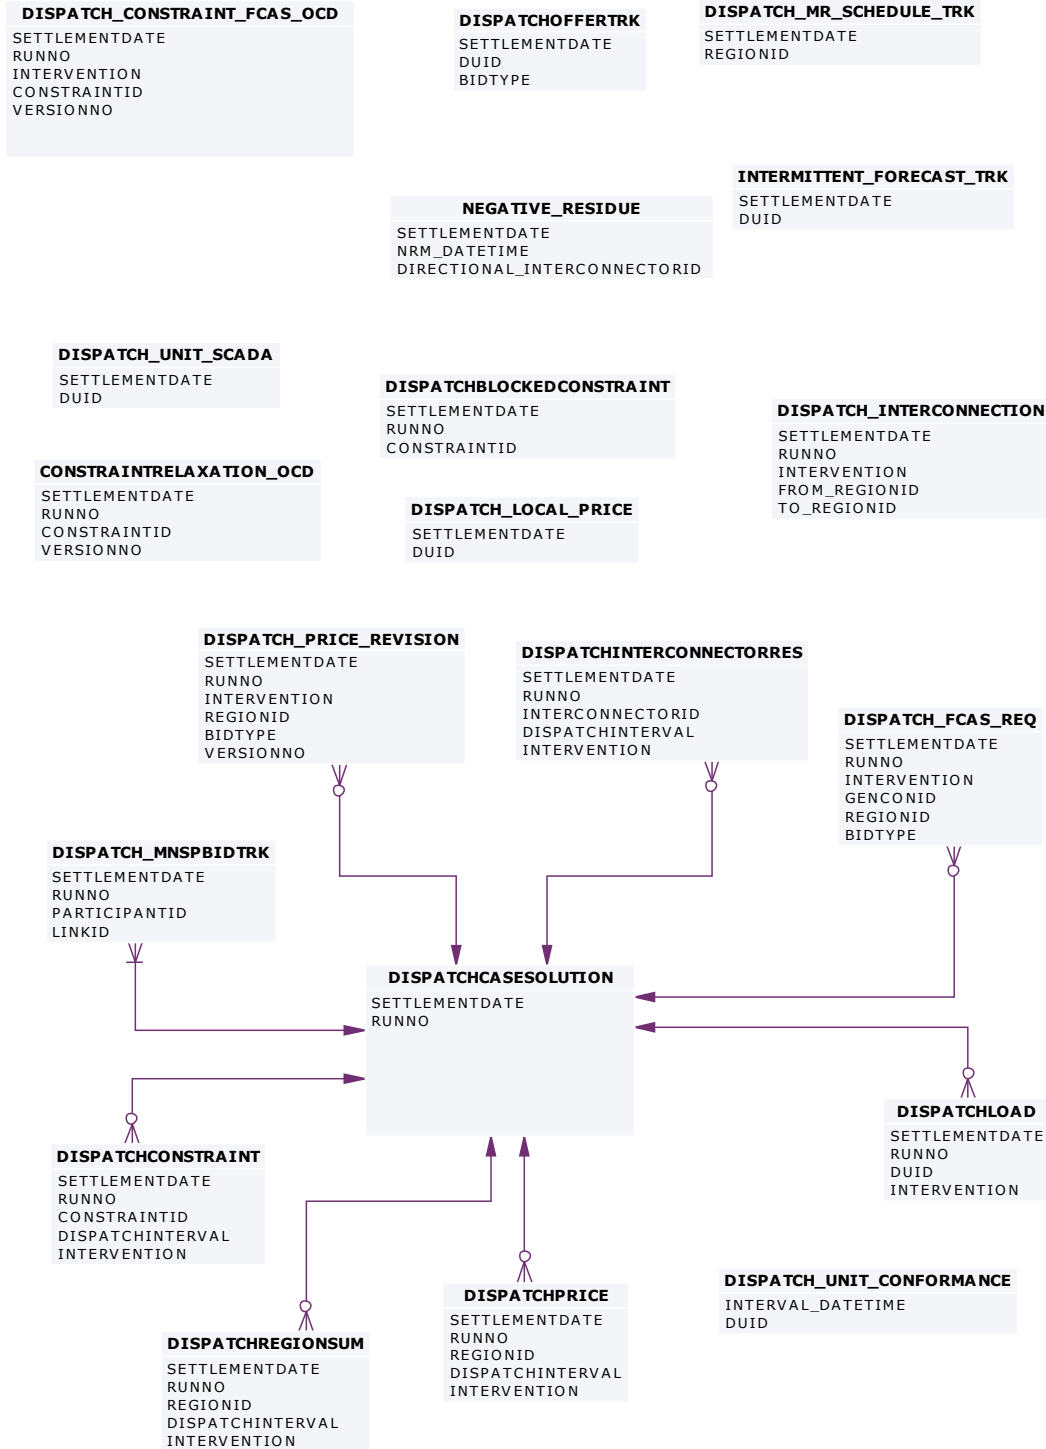 DISPATCH_CONSTRAINT_FCAS_OCD
SETTLEMENTDATE
RUNNO
INTERVENTION
CONSTRAINTID
VERSIONNO
DISPATCHOFFERTRK
SETTLEMENTDATE
DUID
BIDTYPE
DISPATCH_MR_SCHEDULE_TRK
SETTLEMENTDATE
REGIONID
INTERMITTENT_FORECAST_TRK
SETTLEMENTDATE
DUID
NEGATIVE_RESIDUE
SETTLEMENTDATE
NRM_DATETIME
DIRECTIONAL_INTERCONNECTORID
DISPATCH_UNIT_SCADA
SETTLEMENTDATE
DUID
DISPATCHBLOCKEDCONSTRAINT
SETTLEMENTDATE
RUNNO
CONSTRAINTID
DISPATCH_INTERCONNECTION
SETTLEMENTDATE
RUNNO
INTERVENTION
FROM_REGIONID
TO_REGIONID
CONSTRAINTRELAXATION_OCD
SETTLEMENTDATE
RUNNO
CONSTRAINTID
VERSIONNO
DISPATCH_LOCAL_PRICE
SETTLEMENTDATE
DUID
DISPATCH_PRICE_REVISION
SETTLEMENTDATE
RUNNO
INTERVENTION
REGIONID
BIDTYPE
VERSIONNO
DISPATCHINTERCONNECTORRES
SETTLEMENTDATE
RUNNO
INTERCONNECTORID
DISPATCHINTERVAL
INTERVENTION
DISPATCH_FCAS_REQ
SETTLEMENTDATE
RUNNO
INTERVENTION
GENCONID
REGIONID
BIDTYPE
DISPATCH_MNSPBIDTRK
SETTLEMENTDATE
RUNNO
PARTICIPANTID
LINKID
DISPATCHCASESOLUTION
SETTLEMENTDATE
RUNNO
DISPATCHLOAD
SETTLEMENTDATE
RUNNO
DUID
INTERVENTION
DISPATCHCONSTRAINT
SETTLEMENTDATE
RUNNO
CONSTRAINTID
DISPATCHINTERVAL
INTERVENTION
DISPATCH_UNIT_CONFORMANCE
INTERVAL_DATETIME
DUID
DISPATCHPRICE
SETTLEMENTDATE
RUNNO
REGIONID
DISPATCHINTERVAL
INTERVENTION
DISPATCHREGIONSUM
SETTLEMENTDATE
RUNNO
REGIONID
DISPATCHINTERVAL
INTERVENTION